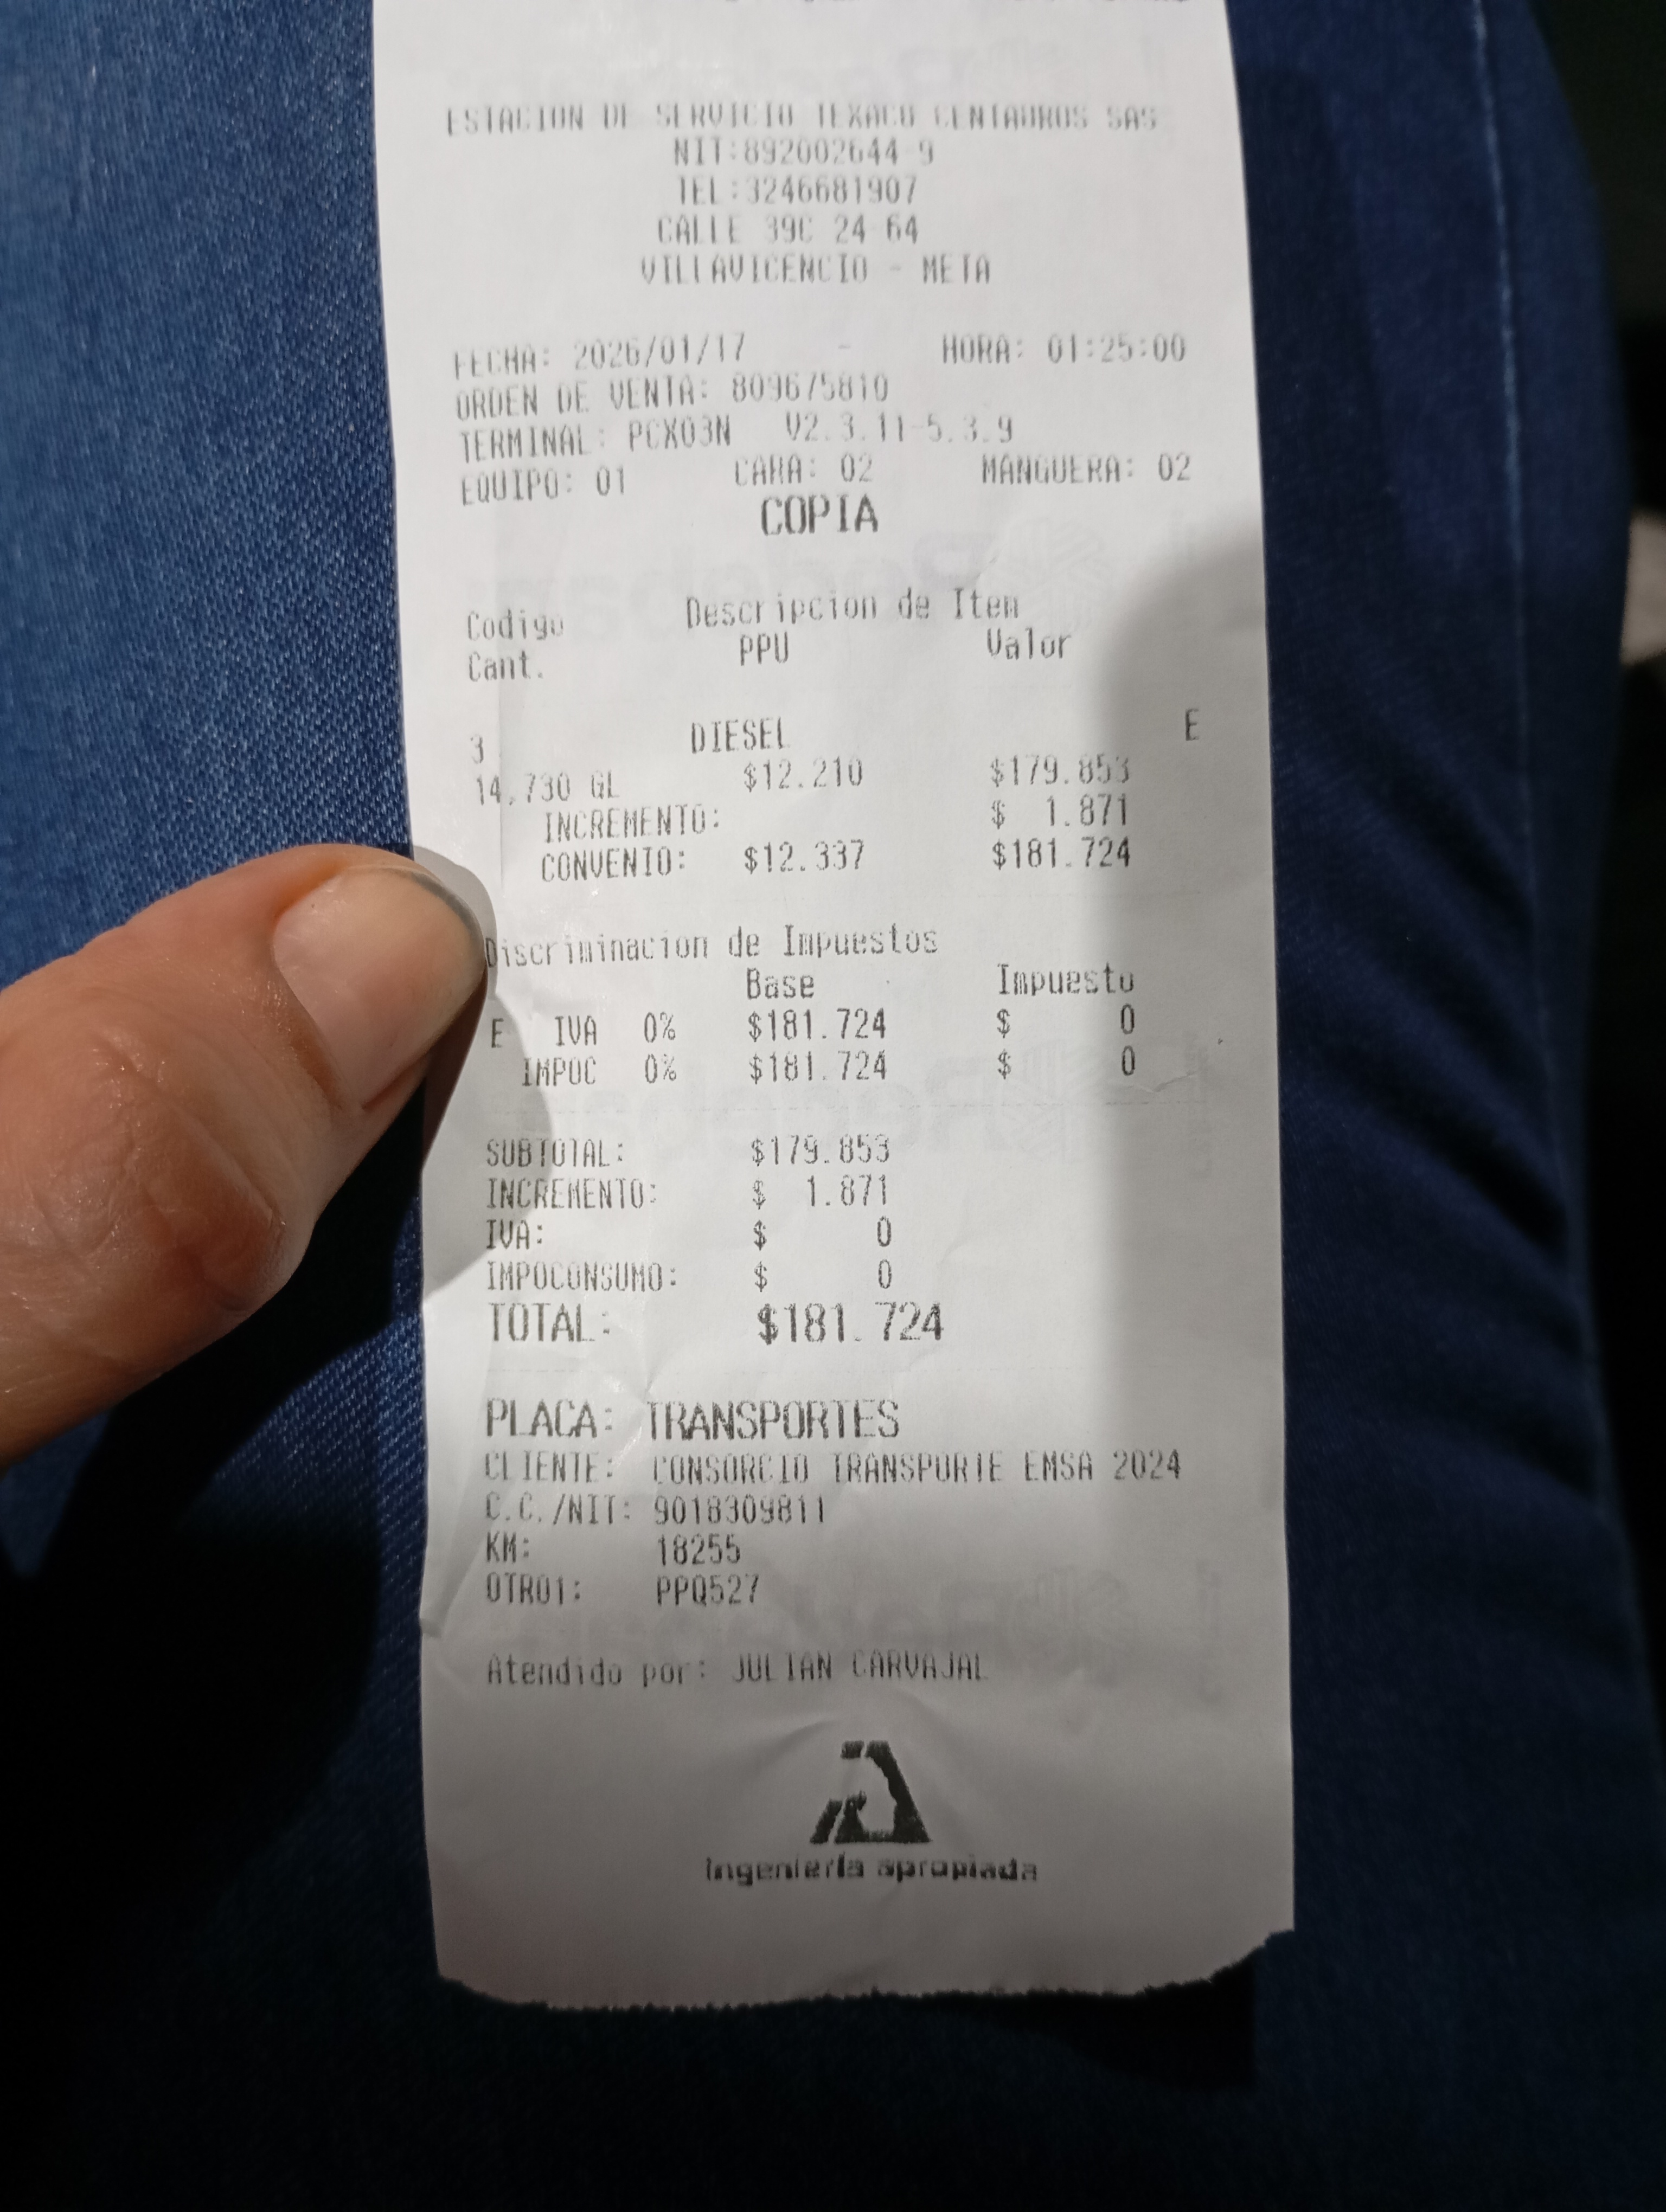 ESTACION DE SERVICIO TEXACO CENTAUROS SAS
NIT:892002644-9
TEL:3246681907
CALLE 39C 24-64
VILLAVICENCIO - META
FECHA: 2026/01/17 - HORA: 01:25:00
ORDEN DE VENTA: 809675810
TERMINAL: PCX03N V2.3.11-5.3.9
EQUIPO: 01 CARA: 02 MANGUERA: 02
COPIA
Codigo Descripcion de Item
Cant. PPU Valor
3 DIESEL E
14,730 GL $12.210 $179.853
INCREMENTO: $ 1.871
CONVENIO: $12.337 $181.724
Discriminacion de Impuestos
Base Impuesto
E IVA 0% $181.724 $ 0
IMPOC 0% $181.724 $ 0
SUBTOTAL: $179.853
INCREMENTO: $ 1.871
IVA: $ 0
IMPOCONSUMO: $ 0
TOTAL: $181.724
PLACA: TRANSPORTES
CLIENTE: CONSORCIO TRANSPORTE EMSA 2024
C.C./NIT: 9018309811
KM: 18255
OTRO1: PPQ527
Atendido por: JULIAN CARVAJAL
Ingeniería apropiada